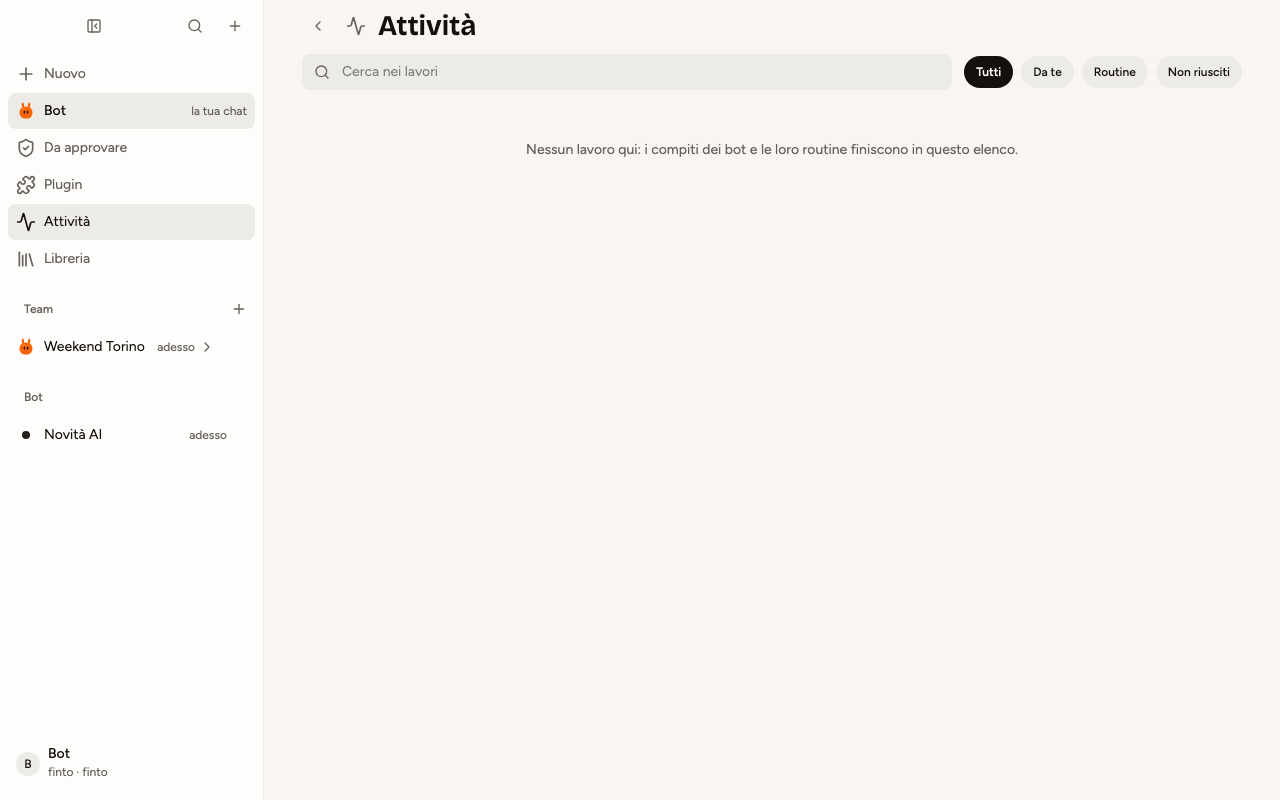 Nuovo
Bot la tua chat
Da approvare
Plugin
Attività
Libreria
Team
Weekend Torino adesso
Bot
Novità AI adesso
B
Bot
finto · finto
Attività
Cerca nei lavori
Tutti Da te Routine Non riusciti
Nessun lavoro qui: i compiti dei bot e le loro routine finiscono in questo elenco.